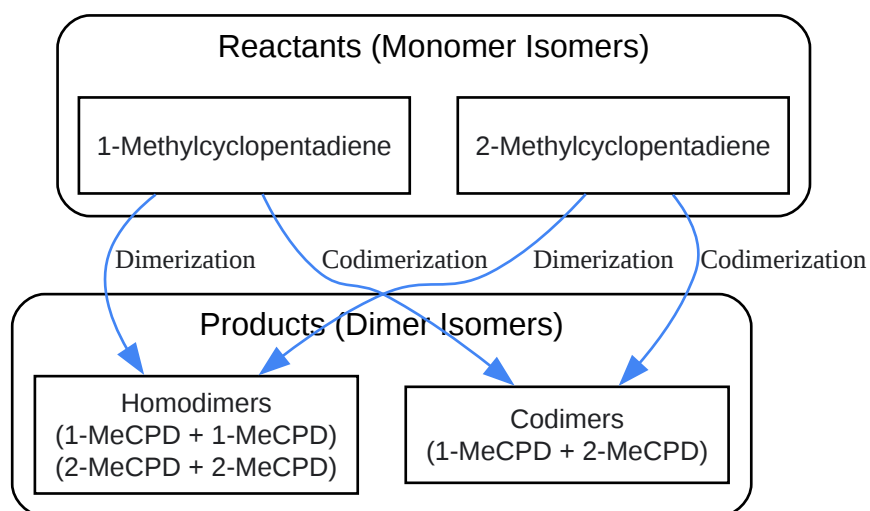 Reactants (Monomer Isomers)
1-Methylcyclopentadiene
2-Methylcyclopentadiene
Dimerization
Codimerization
Dimerization
Codimerization
Products (Dimer Isomers)
Homodimers
(1-MeCPD + 1-MeCPD)
(2-MeCPD + 2-MeCPD)
Codimers
(1-MeCPD + 2-MeCPD)